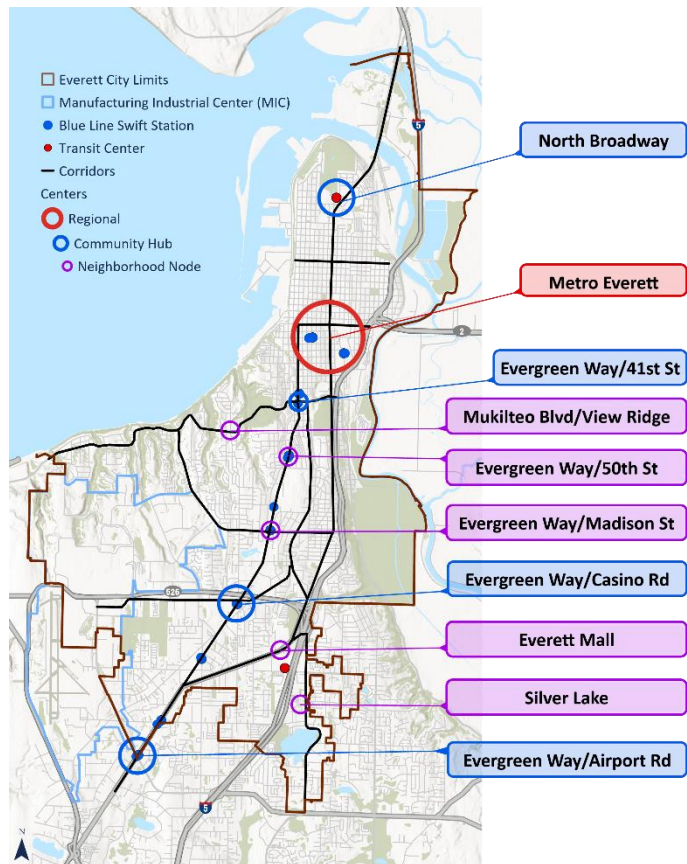 Everett City Limits
Manufacturing Industrial Center (MIC)
Blue Line Swift Station
Transit Center
Corridors
Centers
Regional
Community Hub
Neighborhood Node
5
North Broadway
Metro Everett
2
Evergreen Way/41st St
Mukilteo Blvd/View Ridge
Evergreen Way/50th St
Evergreen Way/Madison St
526
Evergreen Way/Casino Rd
Everett Mall
Silver Lake
Evergreen Way/Airport Rd
5
N